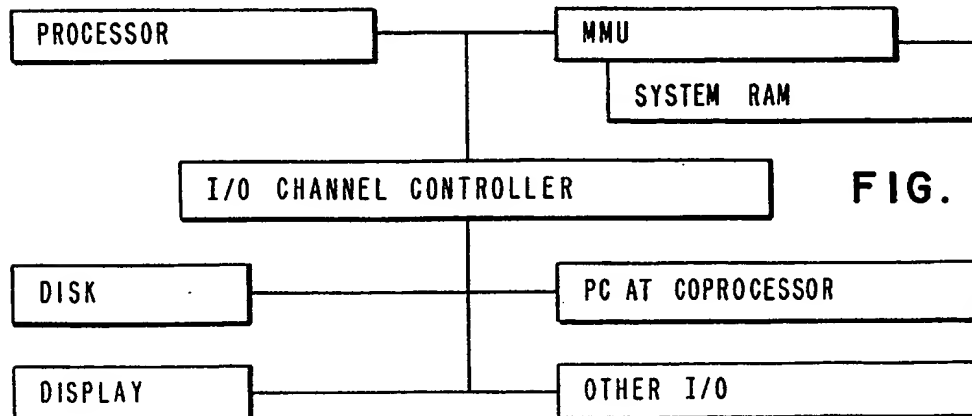 PROCESSOR
MMU
SYSTEM RAM
I/O CHANNEL CONTROLLER
FIG.
DISK
PC AT COPROCESSOR
DISPLAY
OTHER I/O